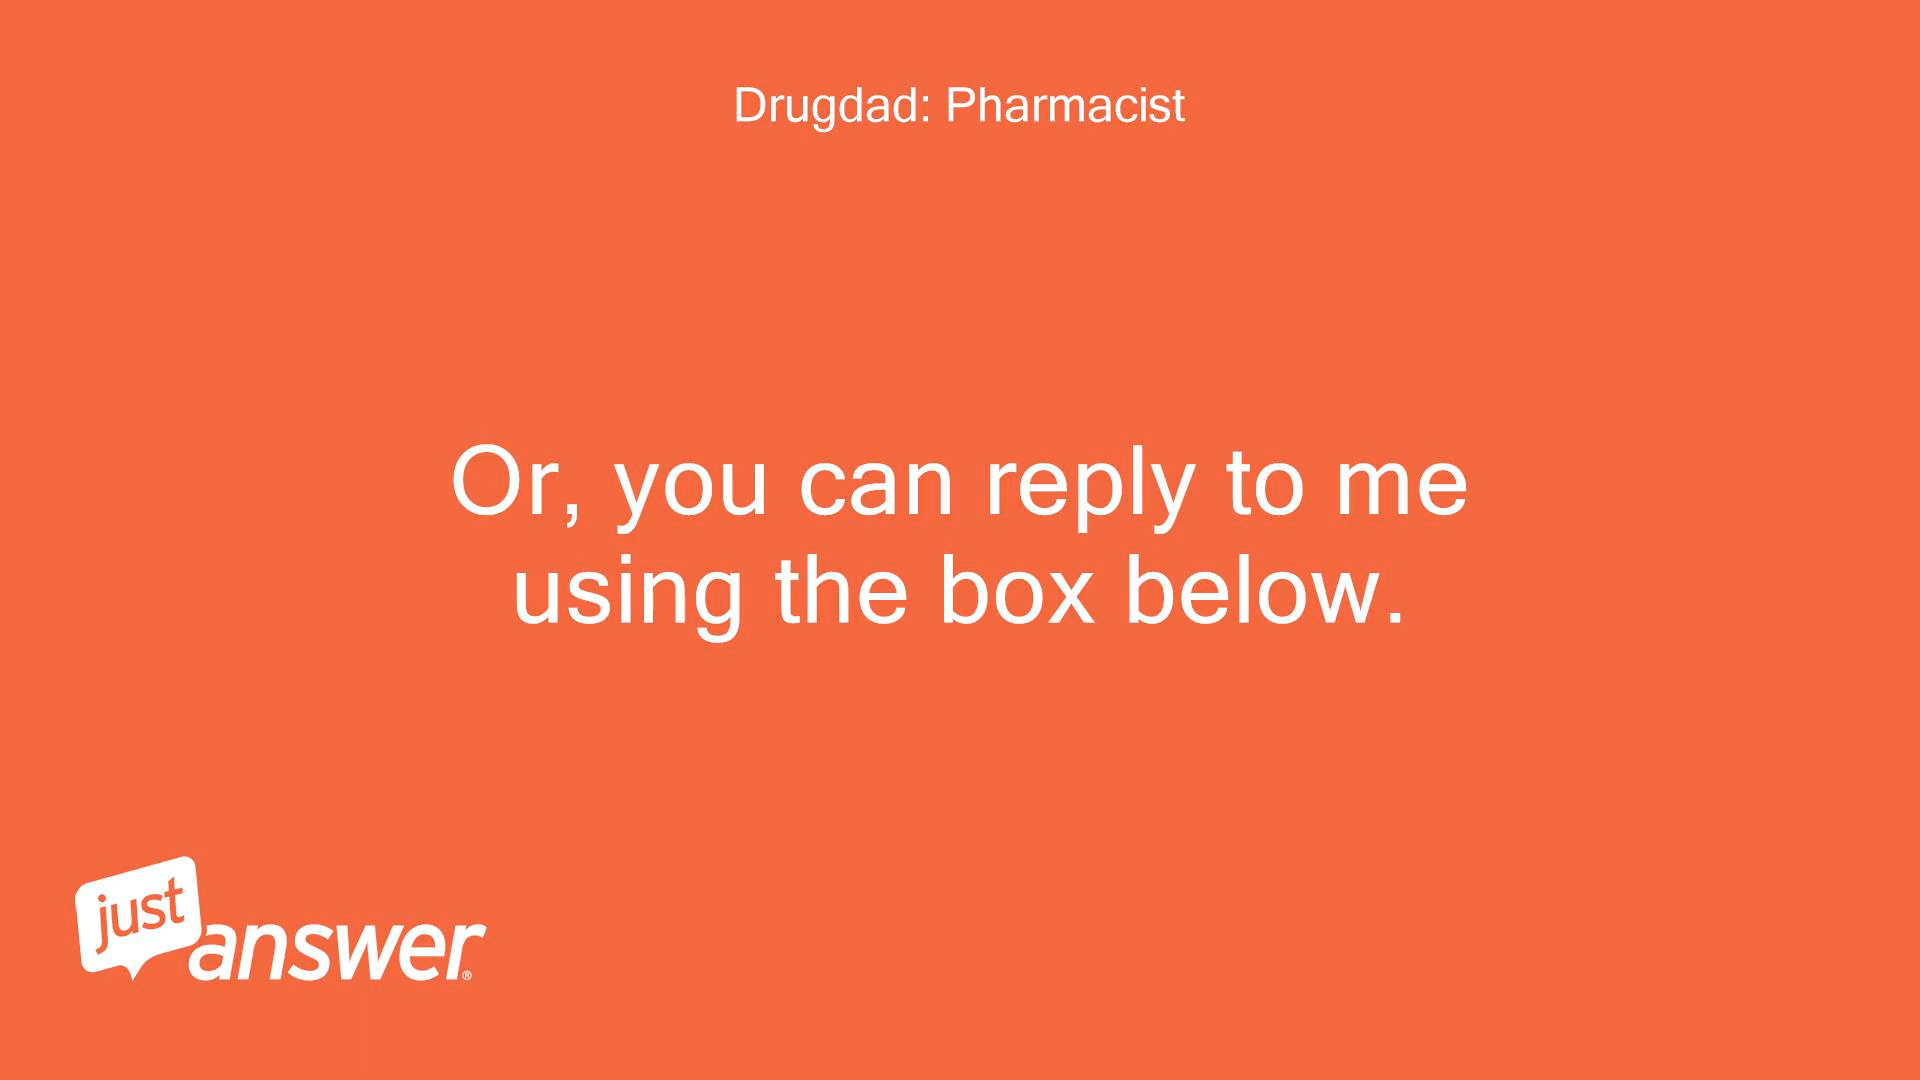 Drugdad: Pharmacist
Or, you can reply to me
using the box below.
just
answer®